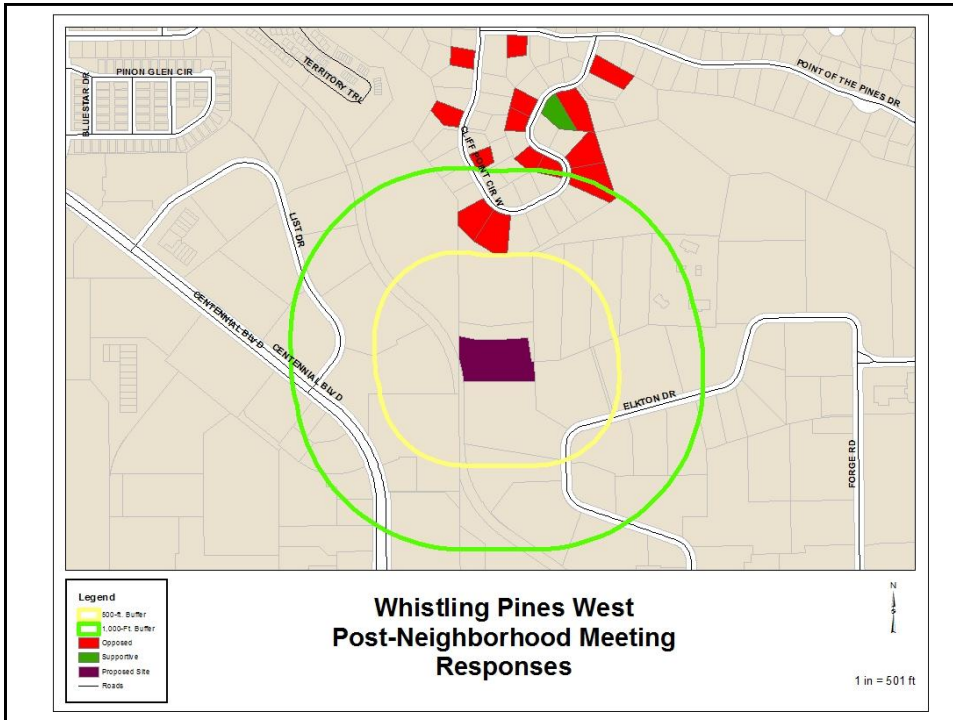 PINON GLEN CIR
BLUESTAR DR
TERRITORY TRL
POINT OF THE PINES DR
CLIFF POINT CIR W
LIST DR
CENTENNIAL BLVD
CENTENNIAL BLVD
ELKTON DR
FORGE RD
Legend
500-ft. Buffer
1,000-Ft. Buffer
Opposed
Supportive
Proposed Site
Roads
Whistling Pines West
Post-Neighborhood Meeting
Responses
N
1 in = 501 ft